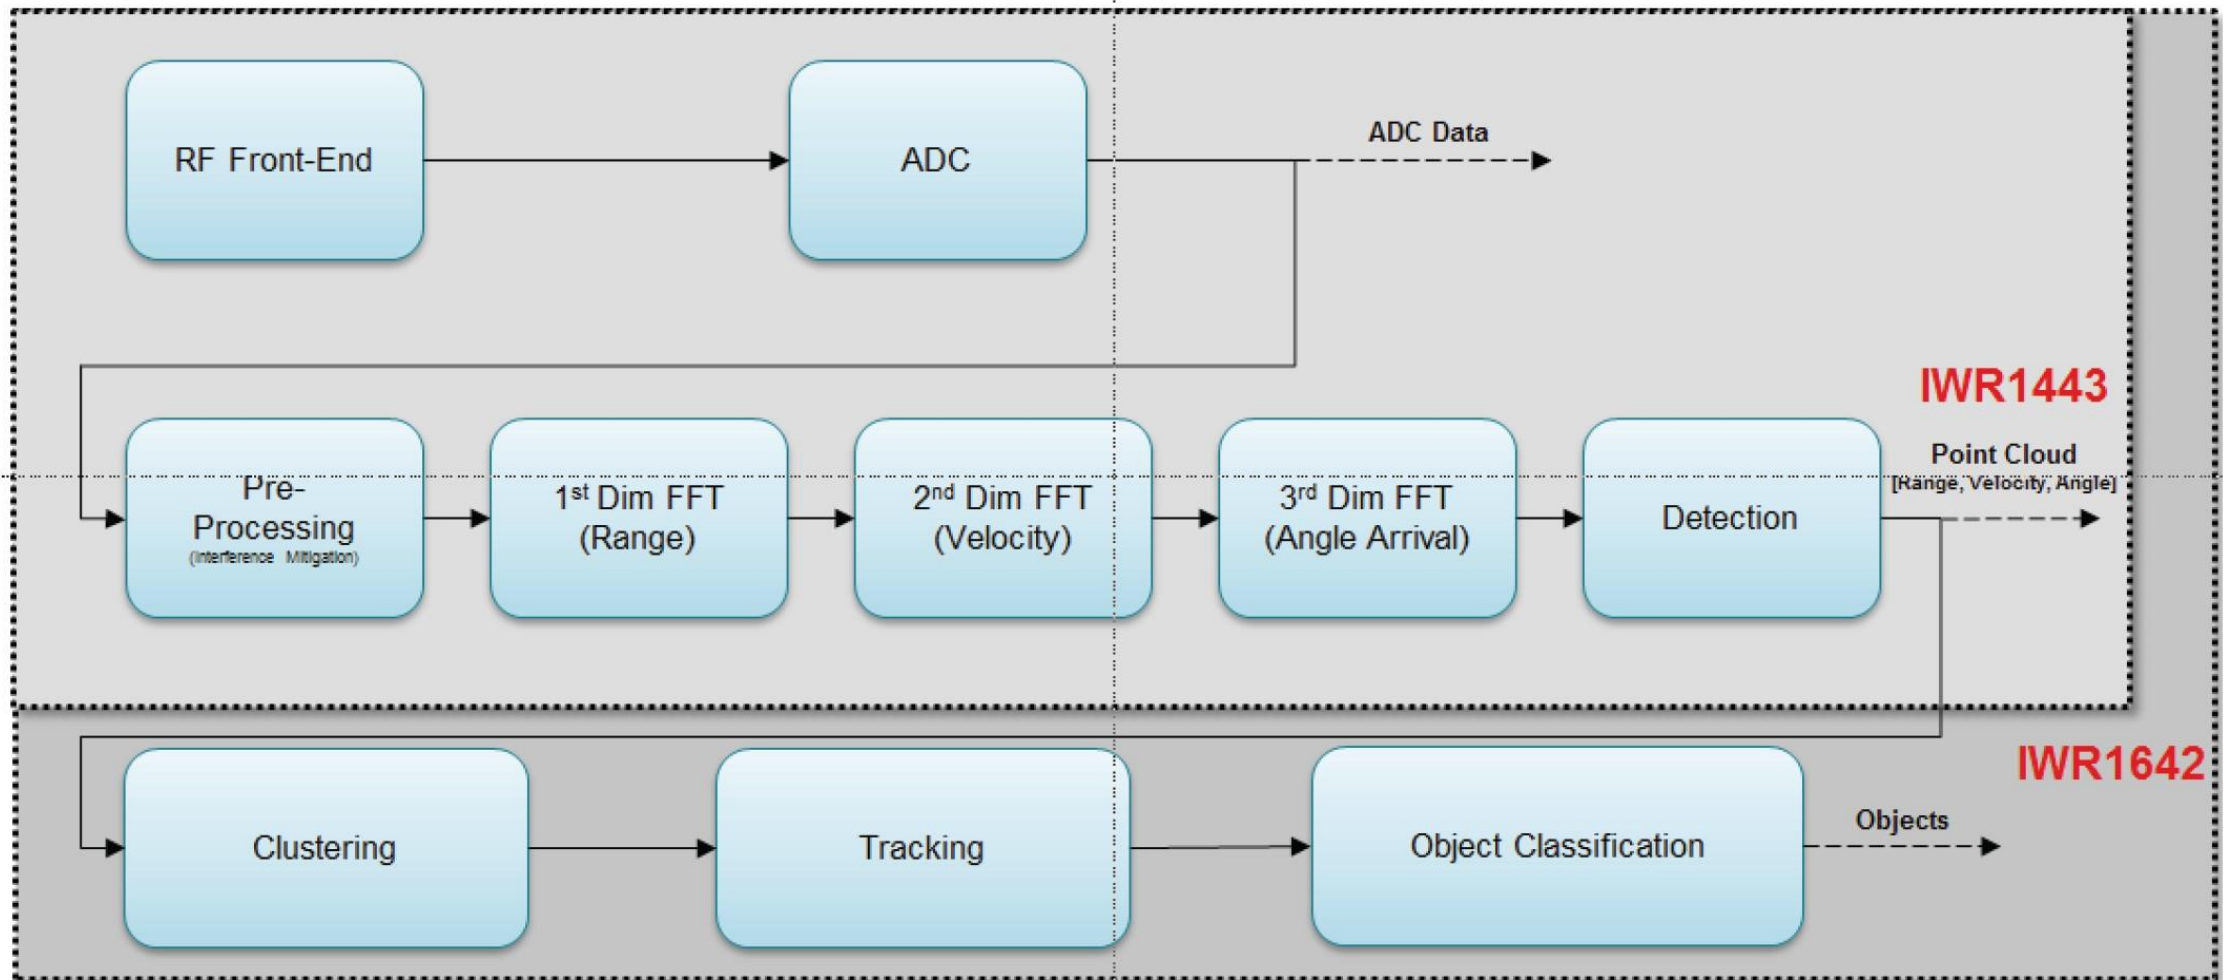 RF Front-End
ADC
ADC Data
IWR1443
Point Cloud
[Range, Velocity, Angle]
Pre-
Processing
(Interference Mitigation)
1st Dim FFT
(Range)
2nd Dim FFT
(Velocity)
3rd Dim FFT
(Angle Arrival)
Detection
IWR1642
Clustering
Tracking
Object Classification
Objects